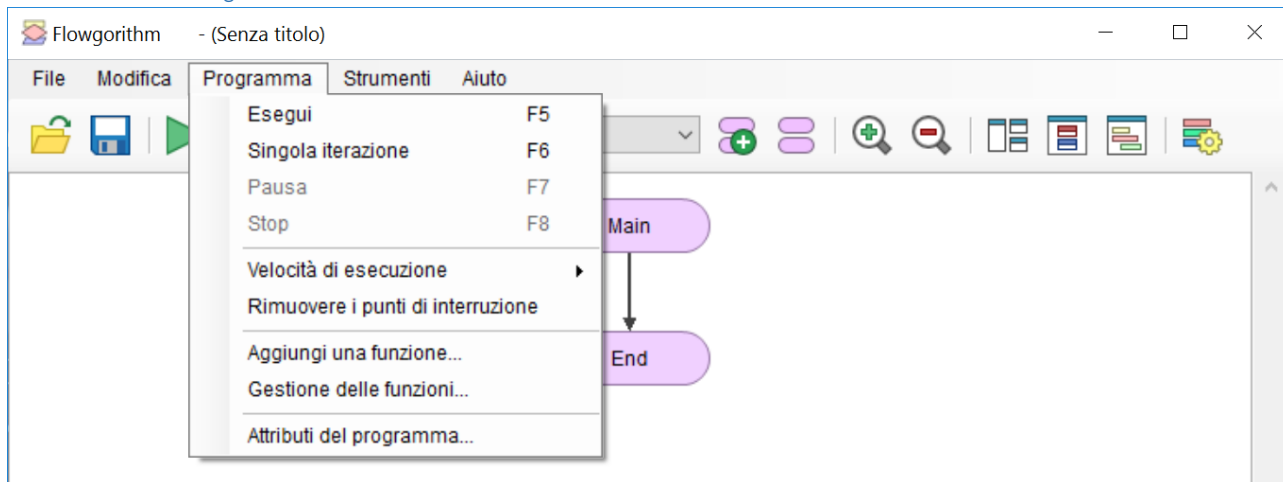 Flowgorithm - (Senza titolo)
File Modifica Programma Strumenti Aiuto
Esegui F5
Singola iterazione F6
Pausa F7
Stop F8
Velocità di esecuzione
Rimuovere i punti di interruzione
Aggiungi una funzione...
Gestione delle funzioni...
Attributi del programma...
Main
End